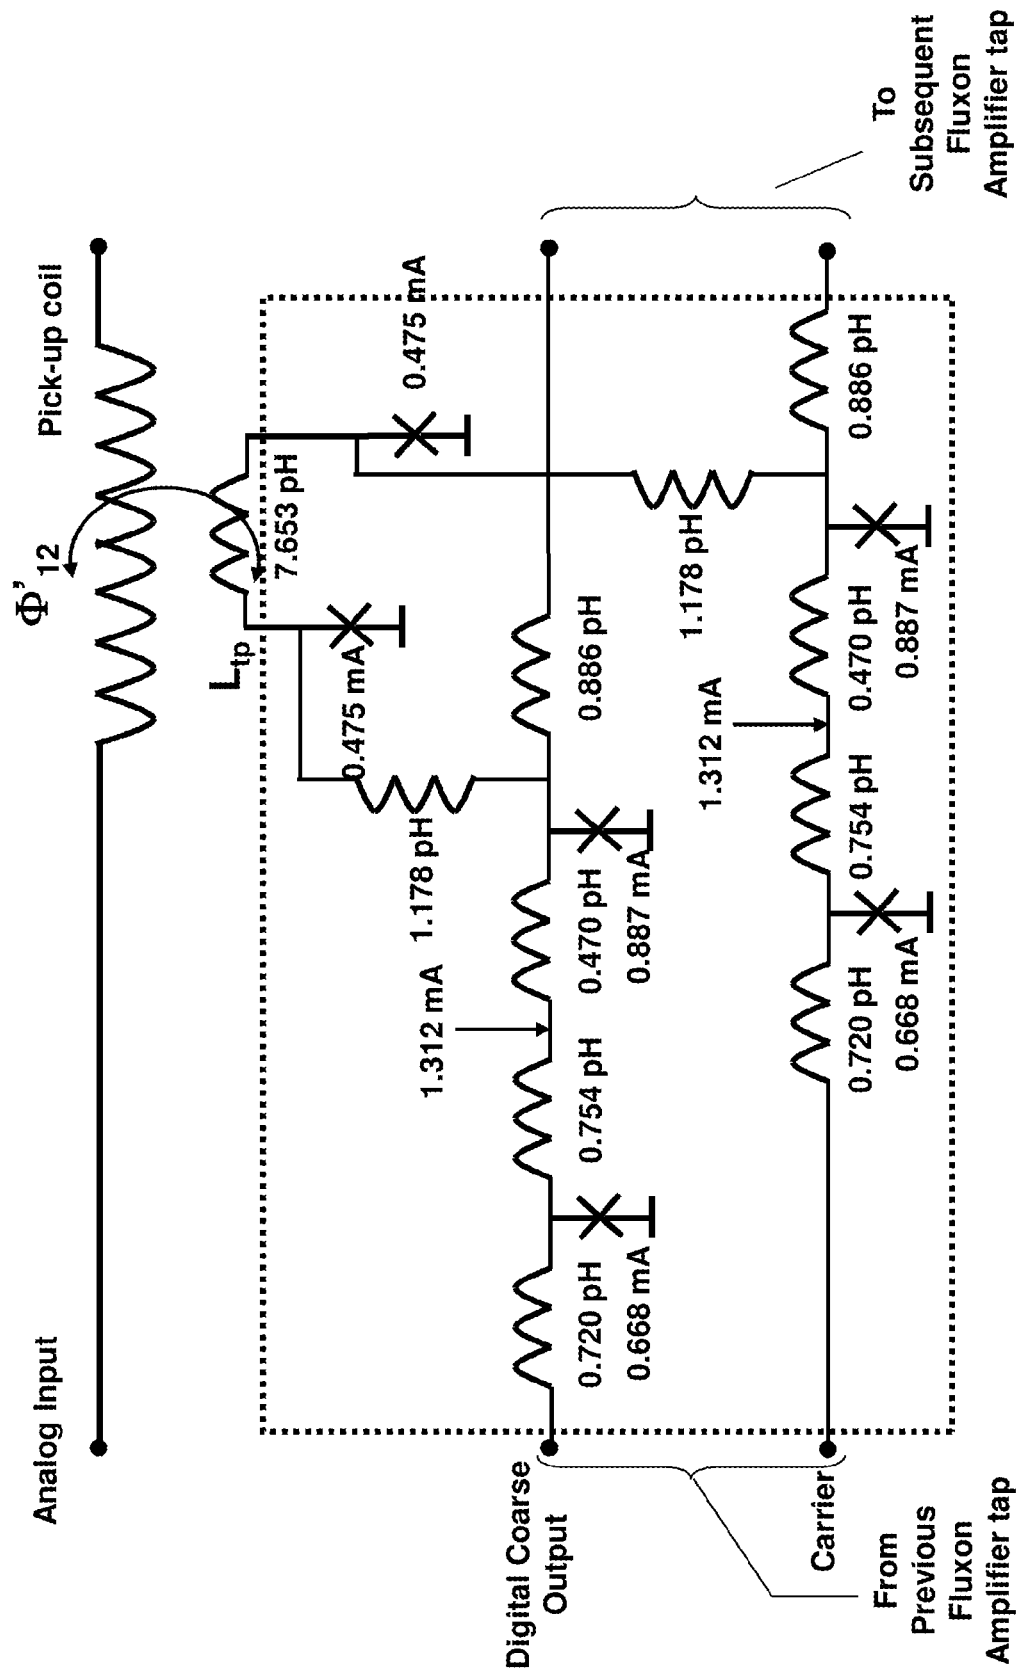 Analog Input
Φ'12
Pick-up coil
Ltp
7.653 pH
0.475 mA
0.475 mA
1.178 pH
1.312 mA
Digital Coarse
Output
0.720 pH
0.668 mA
0.754 pH
0.470 pH
0.887 mA
0.886 pH
1.178 pH
1.312 mA
Carrier
0.720 pH
0.668 mA
0.754 pH
0.470 pH
0.887 mA
0.886 pH
From
Previous
Fluxon
Amplifier tap
To
Subsequent
Fluxon
Amplifier tap